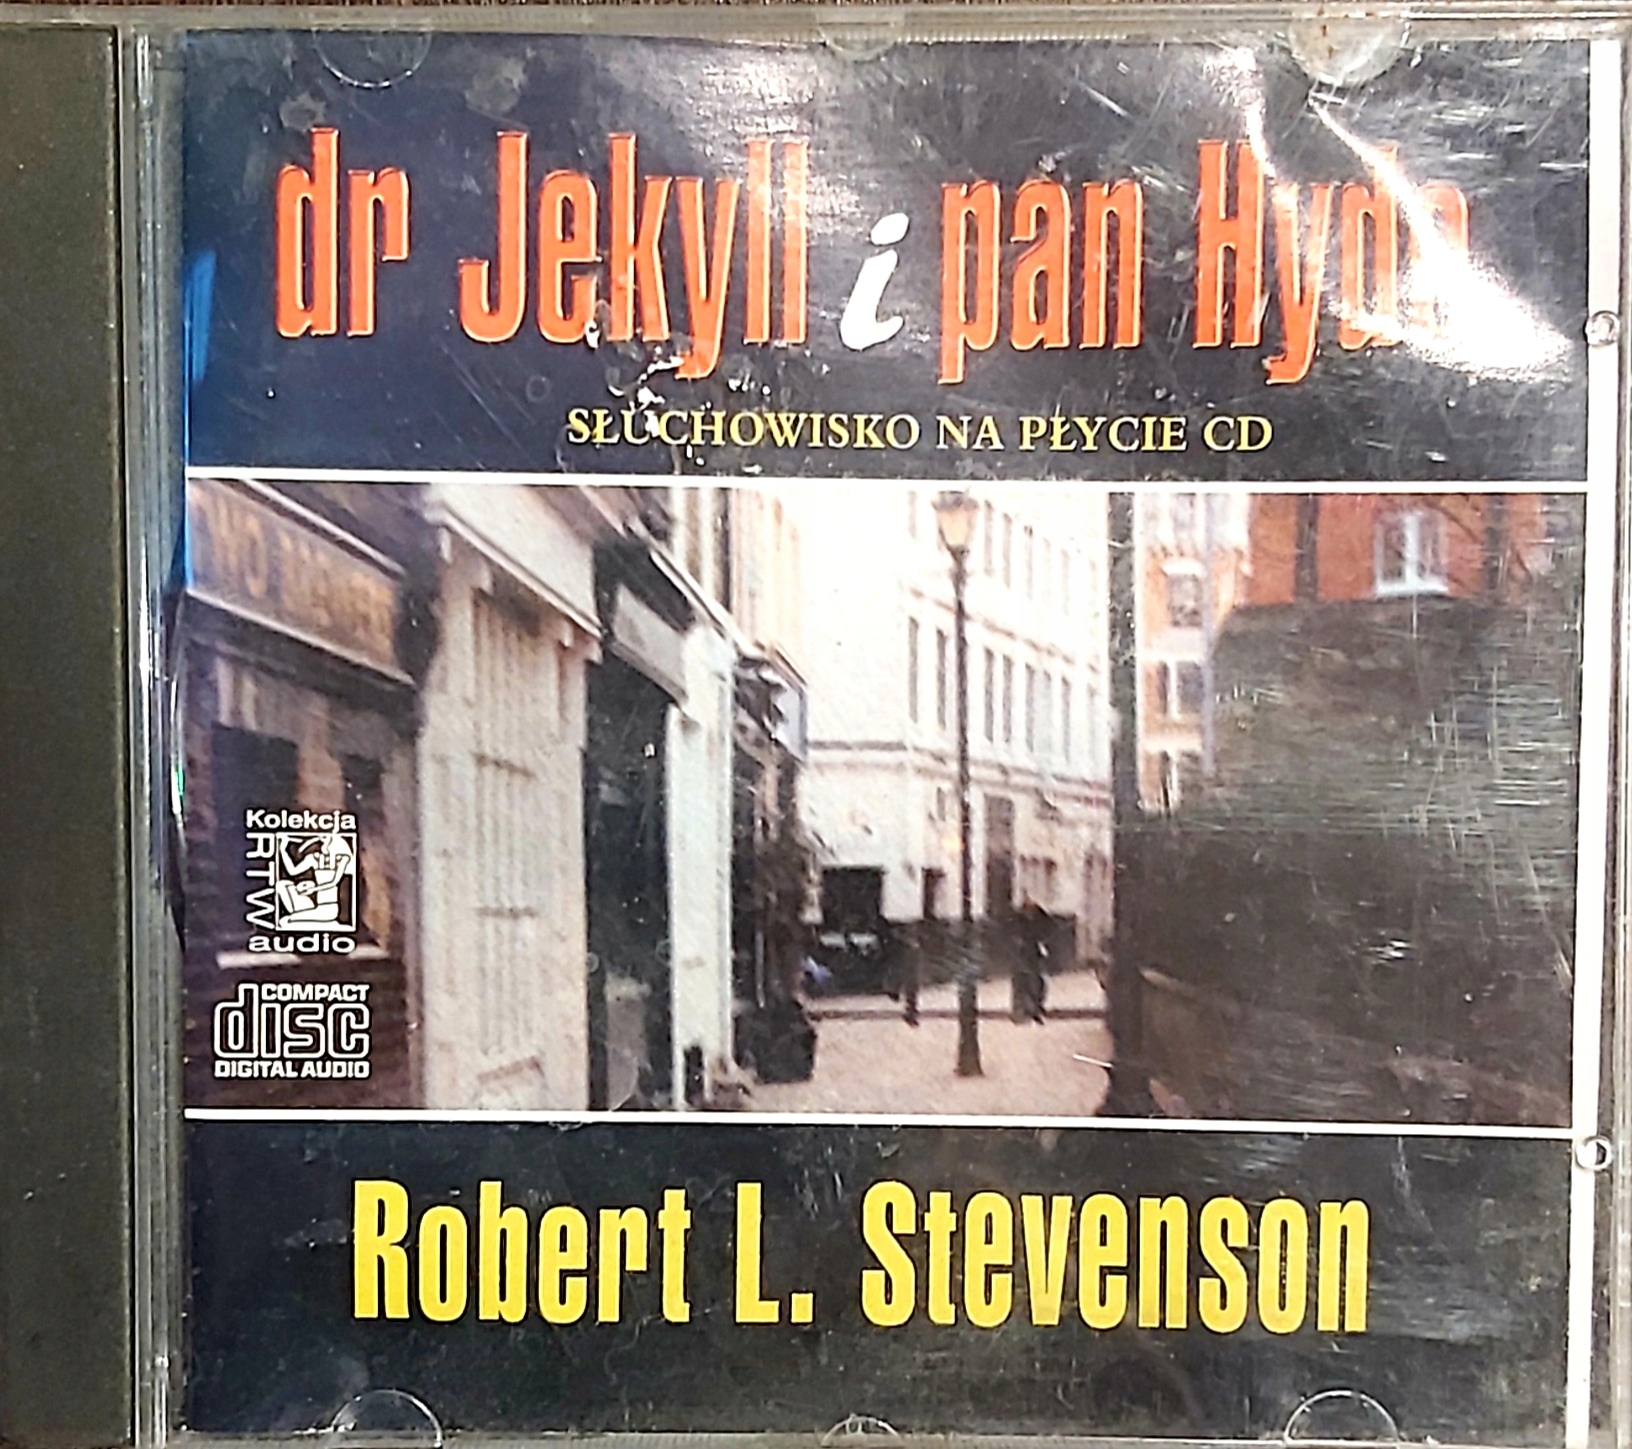 dr Jekyll i pan Hyde
SŁUCHOWISKO NA PŁYCIE CD
Kolekcja
RTW
audio
COMPACT
disc
DIGITAL AUDIO
Robert L. Stevenson